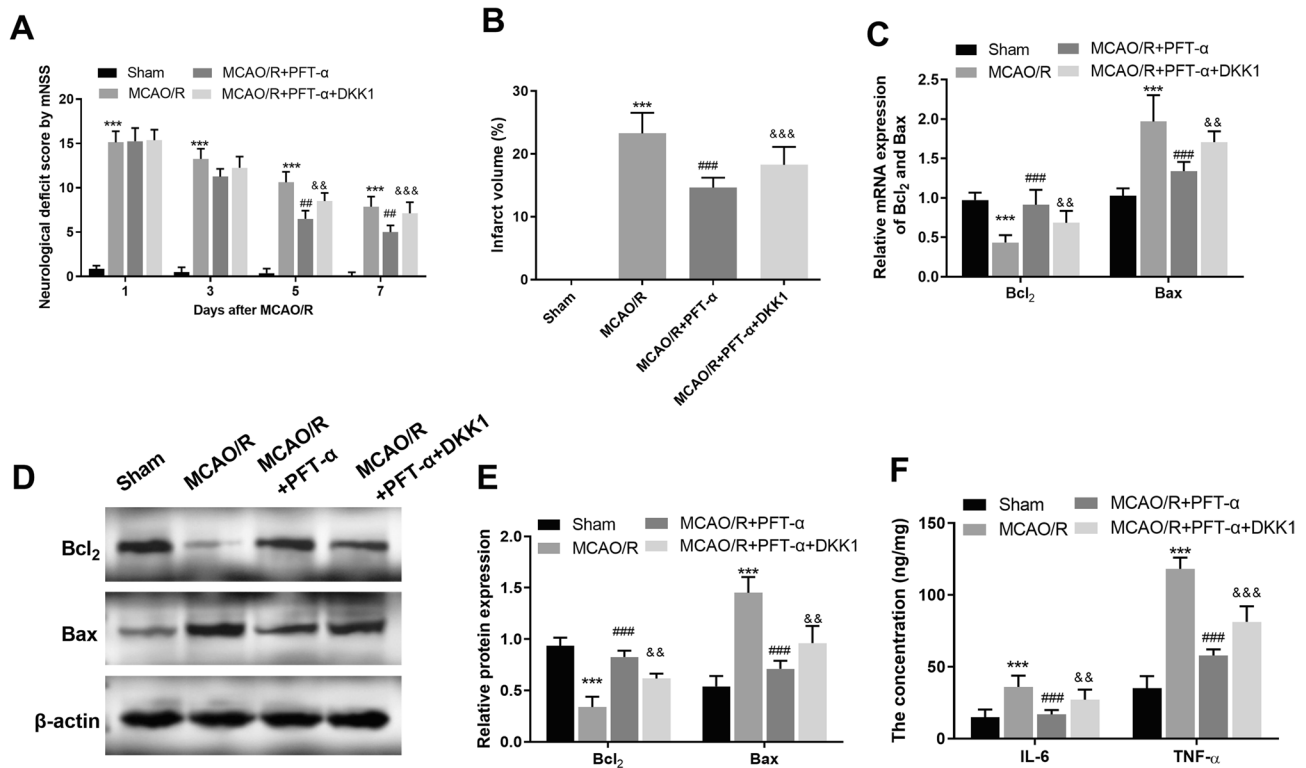 A
Sham
MCAO/R+PFT-α
MCAO/R
MCAO/R+PFT-α+DKK1
Neurological deficit score by mNSS
20
15
10
5
0
***
***
***
##
&&
***
##
&&&
1
3
5
7
Days after MCAO/R
B
Infarct volume (%)
30
20
10
0
***
###
&&&
Sham
MCAO/R
MCAO/R+PFT-α
MCAO/R+PFT-α+DKK1
C
Sham
MCAO/R+PFT-α
MCAO/R
MCAO/R+PFT-α+DKK1
Relative mRNA expression
of Bcl₂ and Bax
2.5
2.0
1.5
1.0
0.5
0.0
***
###
&&
***
###
&&
Bcl₂
Bax
D
Sham
MCAO/R
MCAO/R
+PFT-α
MCAO/R
+PFT-α+DKK1
Bcl₂
Bax
β-actin
E
Sham
MCAO/R+PFT-α
MCAO/R
MCAO/R+PFT-α+DKK1
Relative protein expression
2.0
1.5
1.0
0.5
0.0
***
###
&&
***
###
&&
Bcl₂
Bax
F
Sham
MCAO/R+PFT-α
MCAO/R
MCAO/R+PFT-α+DKK1
The concentration (ng/mg)
150
100
50
0
***
###
&&
***
###
&&&
IL-6
TNF-α